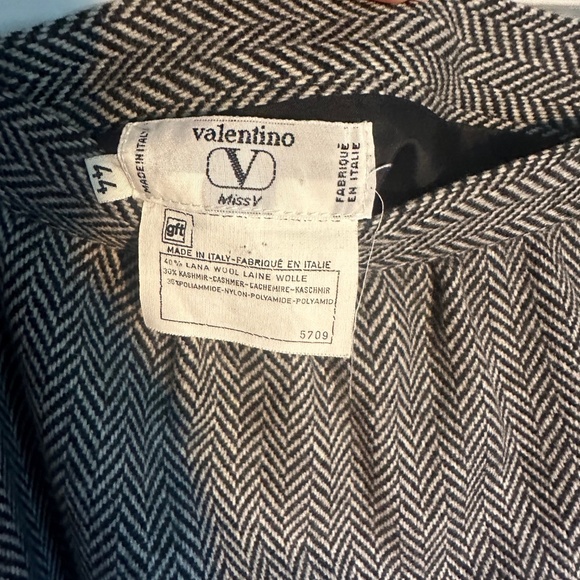 valentino
V
Miss V
MADE IN ITALY
FABRIQUÉ
EN ITALIE
44
gft
MADE IN ITALY-FABRIQUÉ EN ITALIE
40% LANA WOOL LAINE WOLLE
30% KASHMIR-CASHMER-CACHEMIRE-KASCHMIR
30%POLIAMMIDE-NYLON-POLYAMIDE-POLYAMID
5709